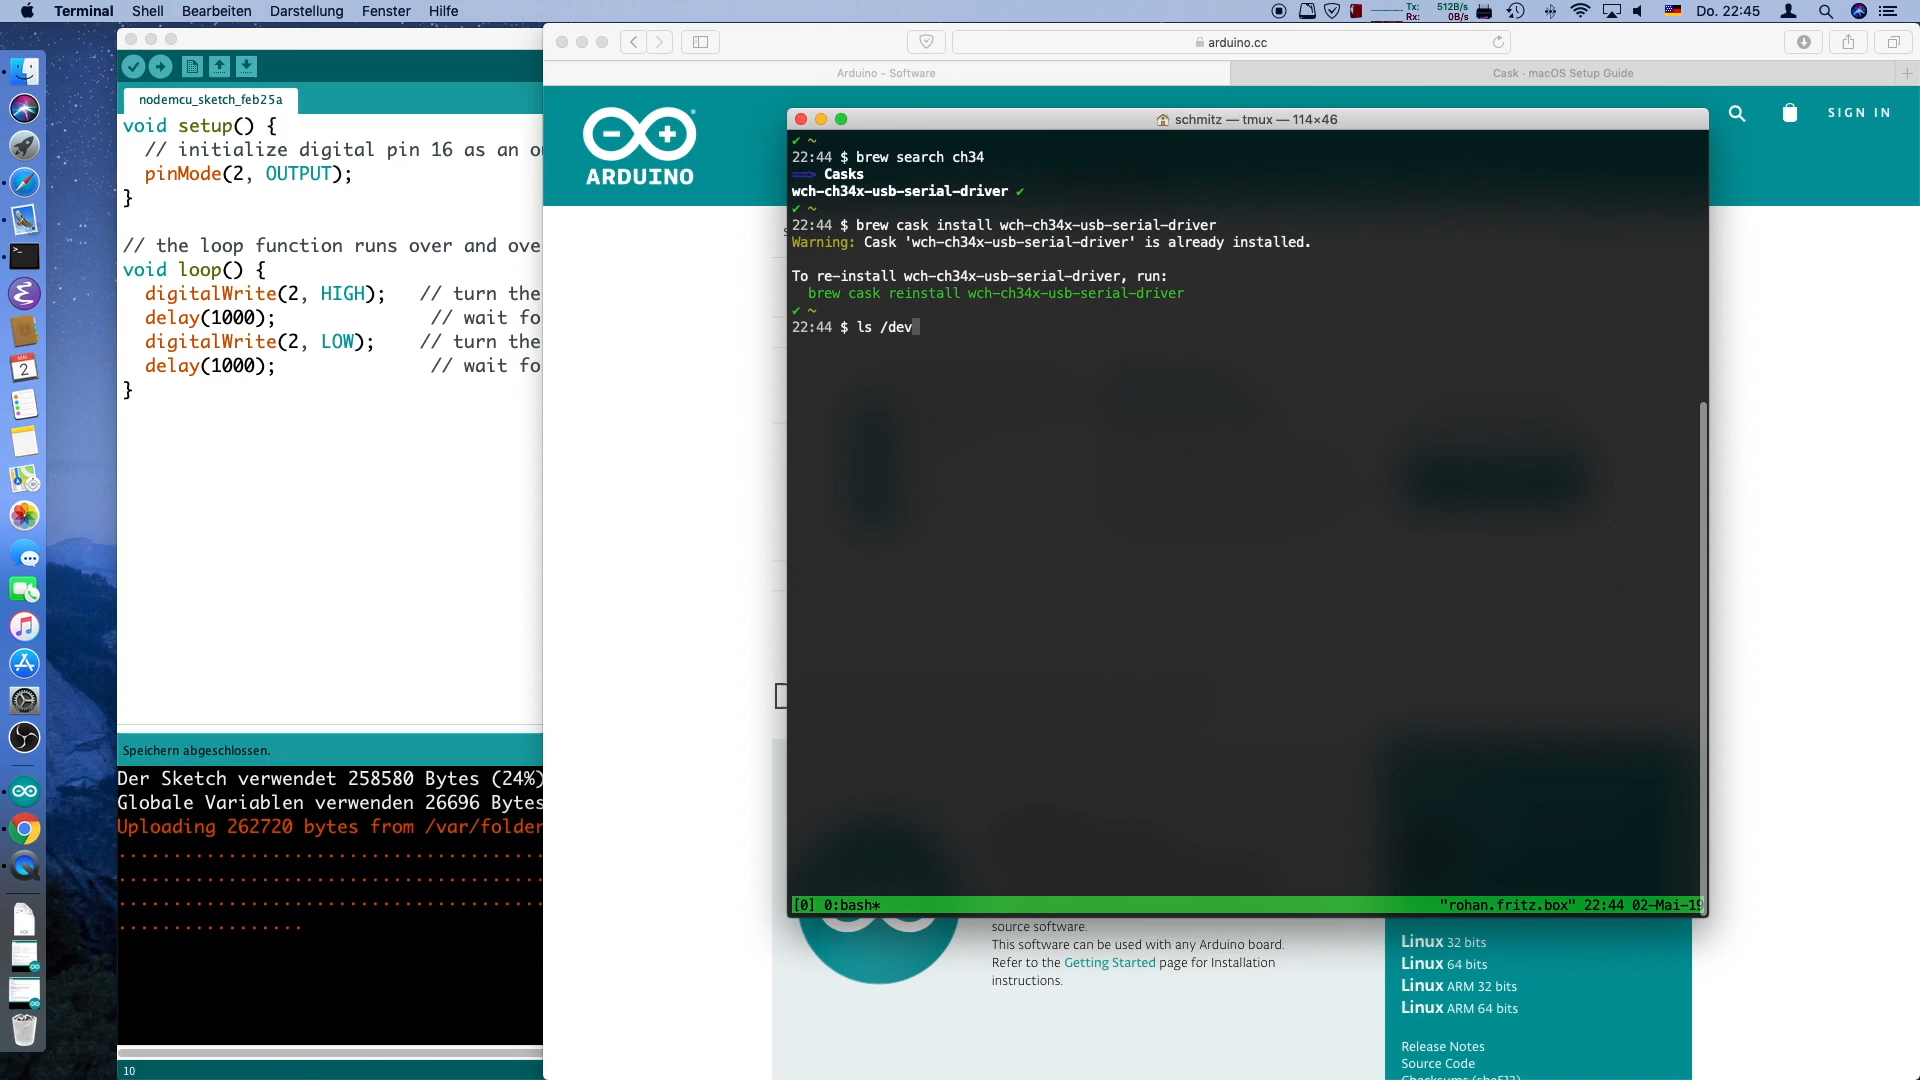 Terminal Shell Bearbeiten Darstellung Fenster Hilfe
Tx: 512B/s
Rx: 0B/s
Do. 22:45
arduino.cc
Arduino - Software
Cask · macOS Setup Guide
nodemcu_sketch_feb25a
void setup() {
// initialize digital pin 16 as an o
pinMode(2, OUTPUT);
}
// the loop function runs over and ove
void loop() {
digitalWrite(2, HIGH); // turn the
delay(1000); // wait fo
digitalWrite(2, LOW); // turn the
delay(1000); // wait fo
}
Speichern abgeschlossen.
Der Sketch verwendet 258580 Bytes (24%)
Globale Variablen verwenden 26696 Bytes
Uploading 262720 bytes from /var/folder
.......................................
.......................................
.......................................
.................
10
ARDUINO
SIGN IN
schmitz — tmux — 114×46
✔ ~
22:44 $ brew search ch34
==> Casks
wch-ch34x-usb-serial-driver ✔
✔ ~
22:44 $ brew cask install wch-ch34x-usb-serial-driver
Warning: Cask 'wch-ch34x-usb-serial-driver' is already installed.
To re-install wch-ch34x-usb-serial-driver, run:
brew cask reinstall wch-ch34x-usb-serial-driver
✔ ~
22:44 $ ls /dev
[0] 0:bash*
"rohan.fritz.box" 22:44 02-Mai-19
source software.
This software can be used with any Arduino board.
Refer to the Getting Started page for Installation
instructions.
Linux 32 bits
Linux 64 bits
Linux ARM 32 bits
Linux ARM 64 bits
Release Notes
Source Code
Checksums (sha512)
MAI
2